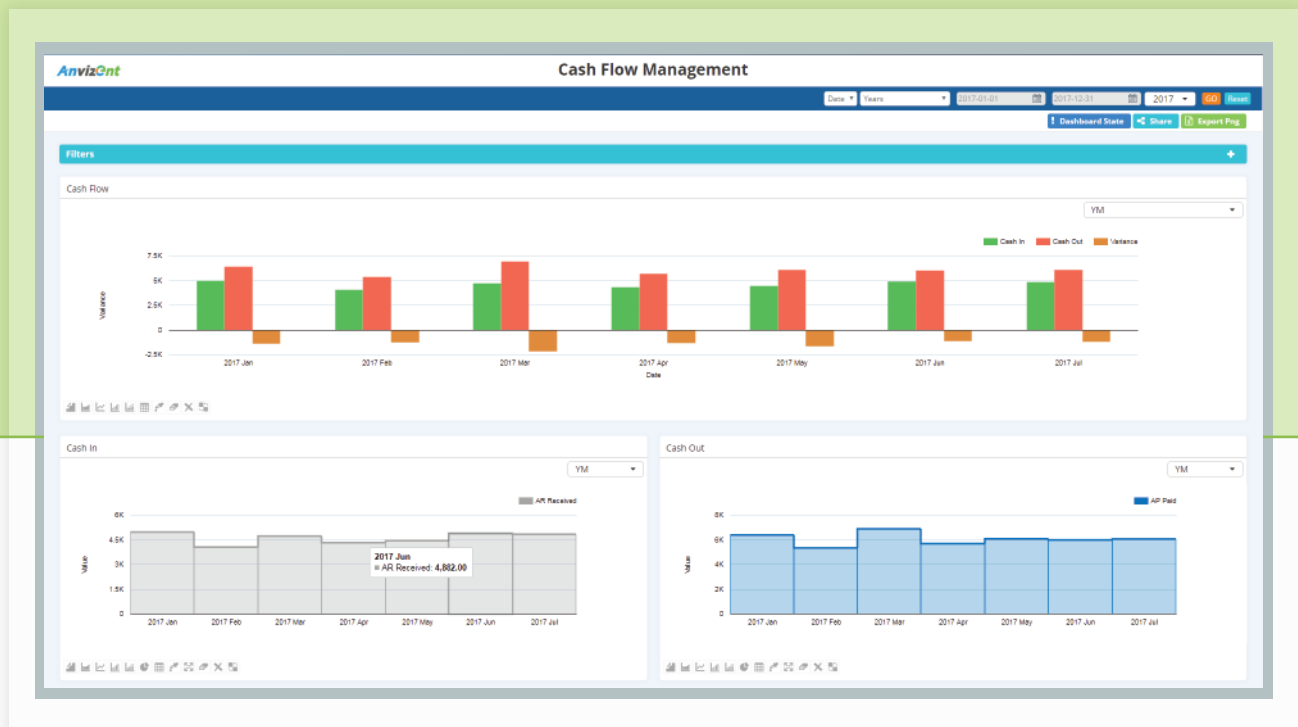 Anvizent
Cash Flow Management
Date Years 2017-01-01 2017-12-31 2017 GO Reset
Dashboard State Share Export Png
Filters
Cash Flow
YM
Cash In Cash Out Variance
7.5K
5K
2.5K
0
-2.5K
Variance
2017 Jan 2017 Feb 2017 Mar 2017 Apr 2017 May 2017 Jun 2017 Jul
Date
Cash In
YM
AR Received
6K
4.5K
3K
1.5K
0
Value
2017 Jun
AR Received: 4,882.00
2017 Jan 2017 Feb 2017 Mar 2017 Apr 2017 May 2017 Jun 2017 Jul
Cash Out
YM
AP Paid
8K
6K
4K
2K
0
Value
2017 Jan 2017 Feb 2017 Mar 2017 Apr 2017 May 2017 Jun 2017 Jul